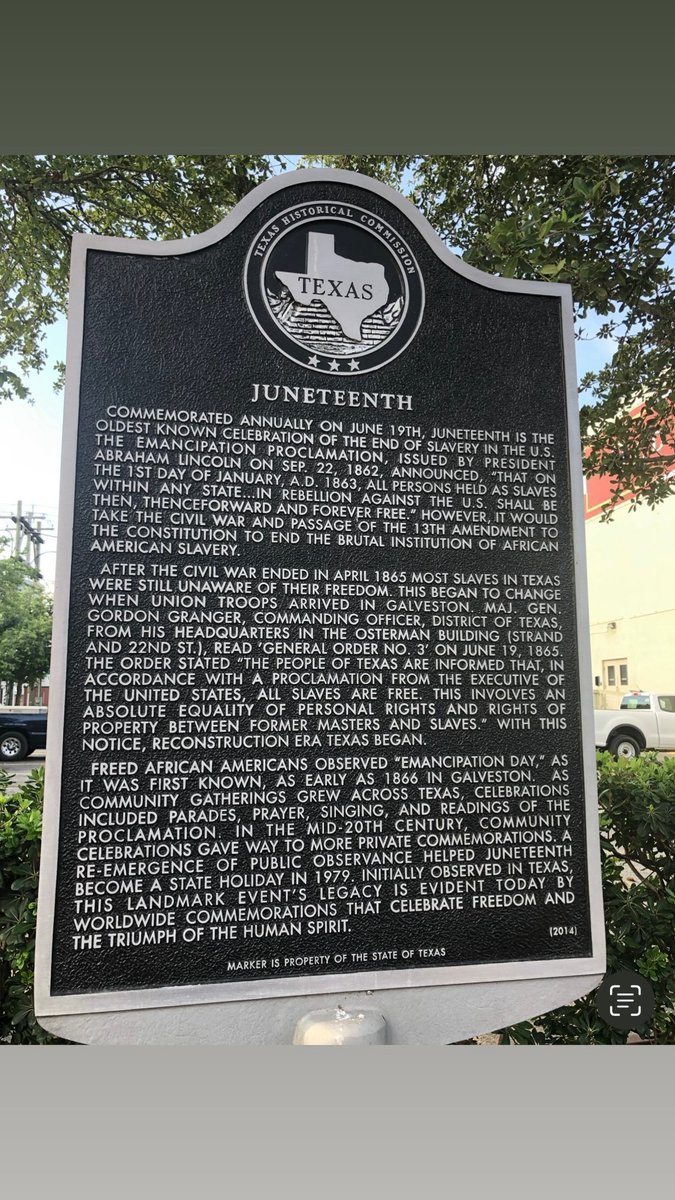 TEXAS HISTORICAL COMMISSION
TEXAS
JUNETEENTH
COMMEMORATED ANNUALLY ON JUNE 19TH, JUNETEENTH IS THE
OLDEST KNOWN CELEBRATION OF THE END OF SLAVERY IN THE U.S.
THE EMANCIPATION PROCLAMATION, ISSUED BY PRESIDENT
ABRAHAM LINCOLN ON SEP. 22, 1862, ANNOUNCED, "THAT ON
THE 1ST DAY OF JANUARY, A.D. 1863, ALL PERSONS HELD AS SLAVES
WITHIN ANY STATE...IN REBELLION AGAINST THE U.S. SHALL BE
THEN, THENCEFORWARD AND FOREVER FREE." HOWEVER, IT WOULD
TAKE THE CIVIL WAR AND PASSAGE OF THE 13TH AMENDMENT TO
THE CONSTITUTION TO END THE BRUTAL INSTITUTION OF AFRICAN
AMERICAN SLAVERY.
AFTER THE CIVIL WAR ENDED IN APRIL 1865 MOST SLAVES IN TEXAS
WERE STILL UNAWARE OF THEIR FREEDOM. THIS BEGAN TO CHANGE
WHEN UNION TROOPS ARRIVED IN GALVESTON. MAJ. GEN.
GORDON GRANGER, COMMANDING OFFICER, DISTRICT OF TEXAS,
FROM HIS HEADQUARTERS IN THE OSTERMAN BUILDING (STRAND
AND 22ND ST.), READ 'GENERAL ORDER NO. 3' ON JUNE 19, 1865.
THE ORDER STATED "THE PEOPLE OF TEXAS ARE INFORMED THAT, IN
ACCORDANCE WITH A PROCLAMATION FROM THE EXECUTIVE OF
THE UNITED STATES, ALL SLAVES ARE FREE. THIS INVOLVES AN
ABSOLUTE EQUALITY OF PERSONAL RIGHTS AND RIGHTS OF
PROPERTY BETWEEN FORMER MASTERS AND SLAVES." WITH THIS
NOTICE, RECONSTRUCTION ERA TEXAS BEGAN.
FREED AFRICAN AMERICANS OBSERVED "EMANCIPATION DAY," AS
IT WAS FIRST KNOWN, AS EARLY AS 1866 IN GALVESTON. AS
COMMUNITY GATHERINGS GREW ACROSS TEXAS, CELEBRATIONS
INCLUDED PARADES, PRAYER, SINGING, AND READINGS OF THE
PROCLAMATION. IN THE MID-20TH CENTURY, COMMUNITY
CELEBRATIONS GAVE WAY TO MORE PRIVATE COMMEMORATIONS. A
RE-EMERGENCE OF PUBLIC OBSERVANCE HELPED JUNETEENTH
BECOME A STATE HOLIDAY IN 1979. INITIALLY OBSERVED IN TEXAS,
THIS LANDMARK EVENT'S LEGACY IS EVIDENT TODAY BY
WORLDWIDE COMMEMORATIONS THAT CELEBRATE FREEDOM AND
THE TRIUMPH OF THE HUMAN SPIRIT.
(2014)
MARKER IS PROPERTY OF THE STATE OF TEXAS